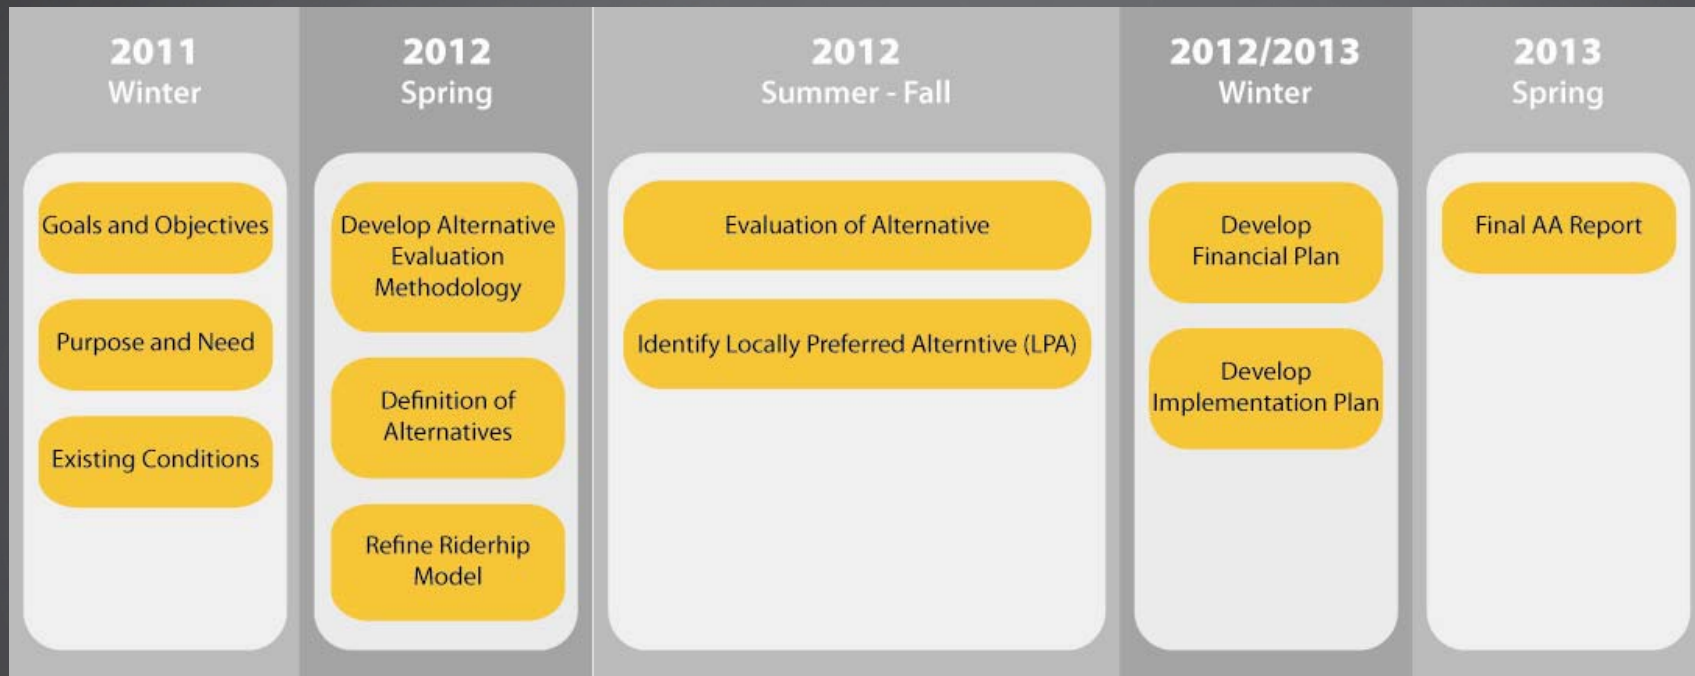 2011
Winter
Goals and Objectives
Purpose and Need
Existing Conditions
2012
Spring
Develop Alternative
Evaluation
Methodology
Definition of
Alternatives
Refine Riderhip
Model
2012
Summer - Fall
Evaluation of Alternative
Identify Locally Preferred Alterntive (LPA)
2012/2013
Winter
Develop
Financial Plan
Develop
Implementation Plan
2013
Spring
Final AA Report